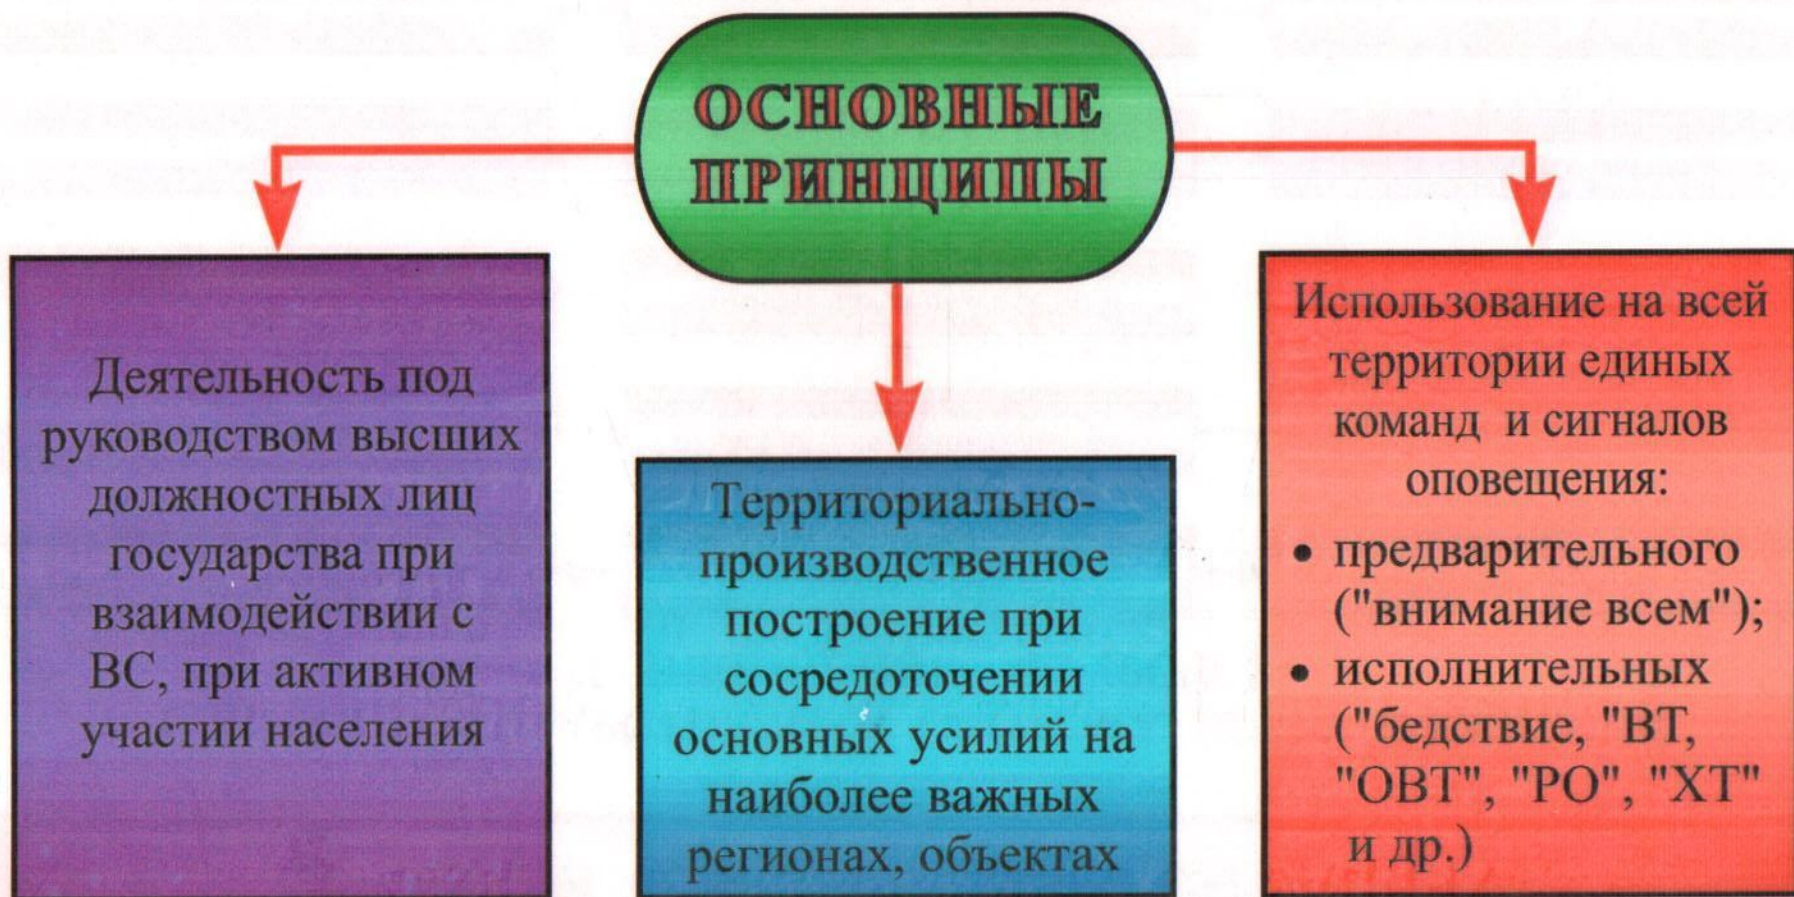 ОСНОВНЫЕ
ПРИНЦИПЫ
Деятельность под
руководством высших
должностных лиц
государства при
взаимодействии с
ВС, при активном
участии населения
Территориально-
производственное
построение при
сосредоточении
основных усилий на
наиболее важных
регионах, объектах
Использование на всей
территории единых
команд и сигналов
оповещения:
• предварительного
("внимание всем");
• исполнительных
("бедствие, "ВТ,
"ОВТ", "РО", "ХТ"
и др.)